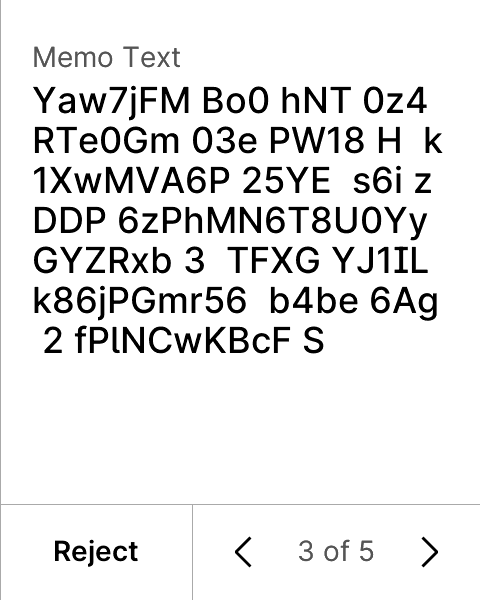 Memo Text
Yaw7jFM Bo0 hNT 0z4
RTe0Gm 03e PW18 H  k
1XwMVA6P 25YE  s6i z
DDP 6zPhMN6T8U0Yy
GYZRxb 3  TFXG YJ1IL
k86jPGmr56  b4be 6Ag
 2 fPlNCwKBcF S
Reject
3 of 5